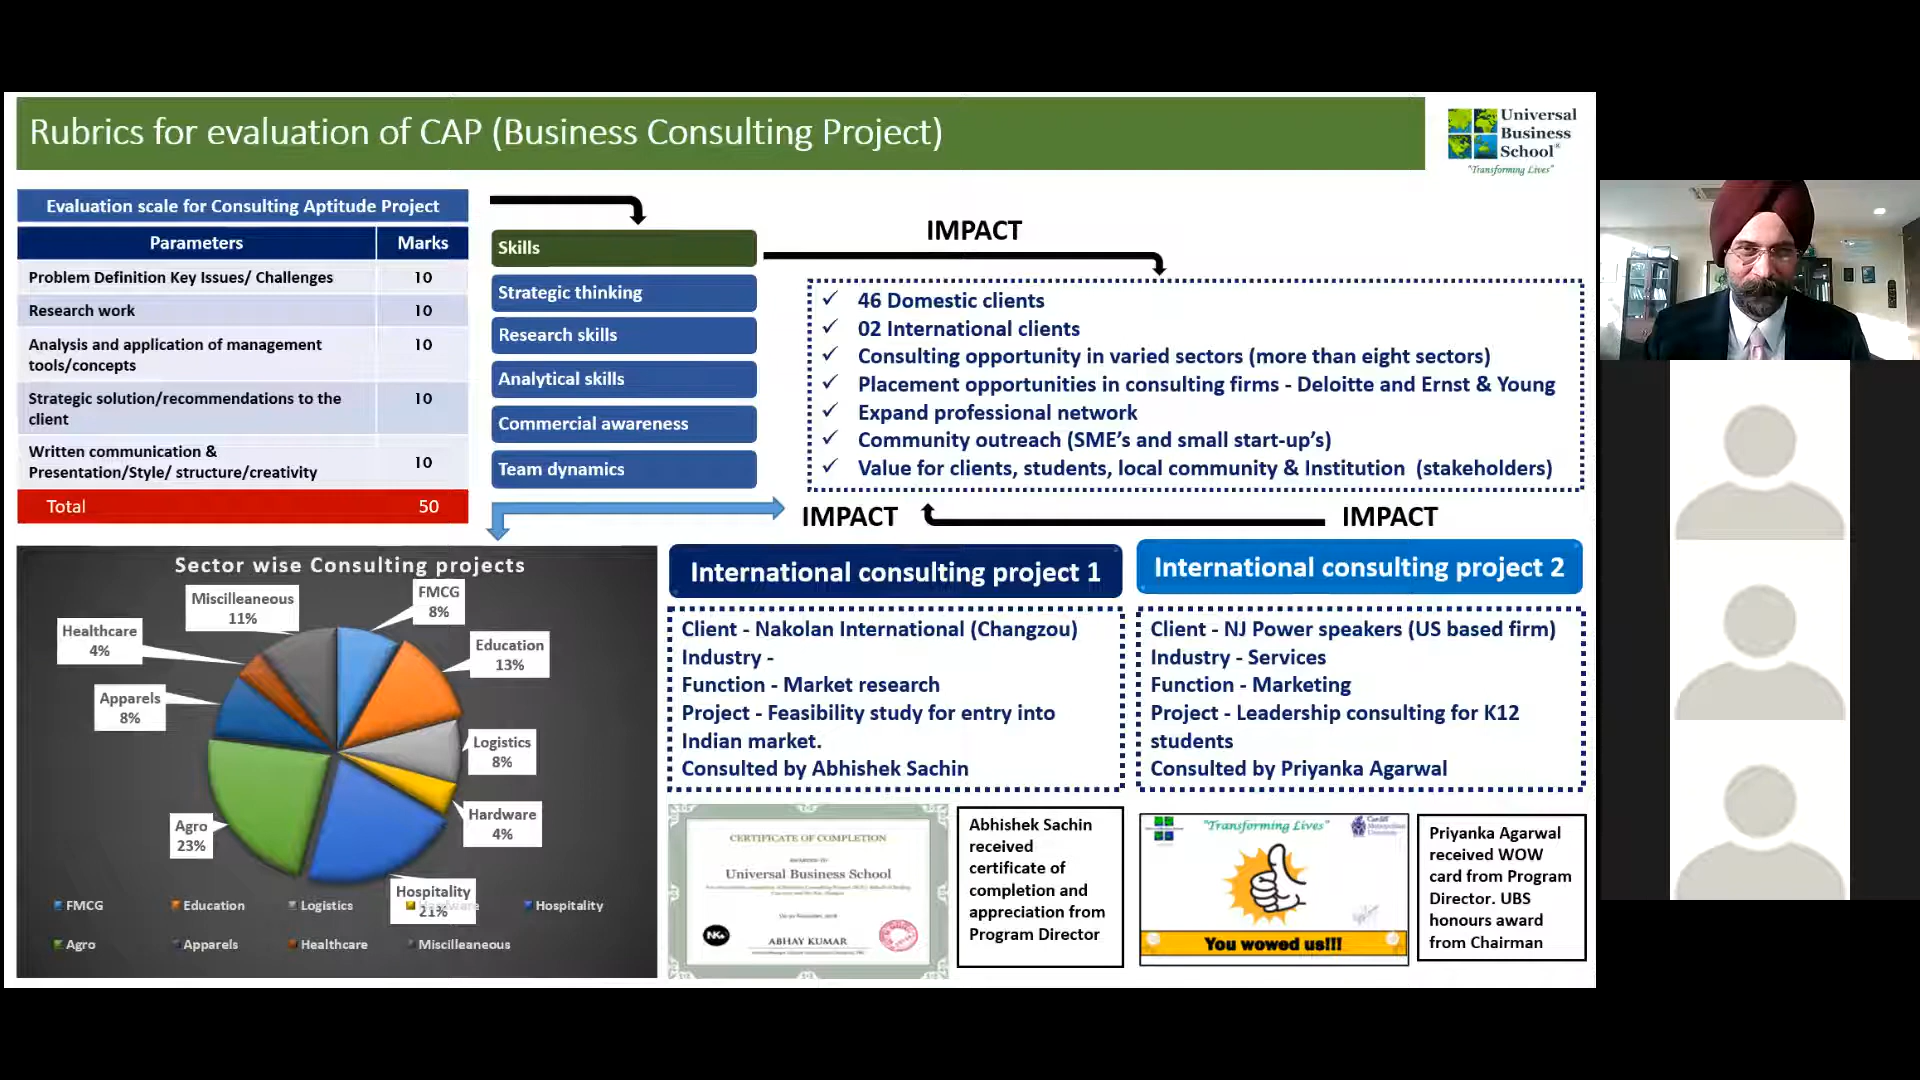 Rubrics for evaluation of CAP (Business Consulting Project)
Universal
Business
School®
"Transforming Lives"
Evaluation scale for Consulting Aptitude Project
Parameters Marks
Problem Definition Key Issues/ Challenges 10
Research work 10
Analysis and application of management 10
tools/concepts
Strategic solution/recommendations to the 10
client
Written communication &
Presentation/Style/ structure/creativity 10
Total 50
Skills
Strategic thinking
Research skills
Analytical skills
Commercial awareness
Team dynamics
IMPACT
✓ 46 Domestic clients
✓ 02 International clients
✓ Consulting opportunity in varied sectors (more than eight sectors)
✓ Placement opportunities in consulting firms - Deloitte and Ernst & Young
✓ Expand professional network
✓ Community outreach (SME's and small start-up's)
✓ Value for clients, students, local community & Institution (stakeholders)
IMPACT
IMPACT
Sector wise Consulting projects
FMCG
8%
Education
13%
Logistics
8%
Hardware
4%
Hospitality
21%
Agro
23%
Apparels
8%
Healthcare
4%
Miscilleaneous
11%
FMCG Education Logistics Hardware Hospitality
Agro Apparels Healthcare Miscilleaneous
International consulting project 1
Client - Nakolan International (Changzou)
Industry -
Function - Market research
Project - Feasibility study for entry into
Indian market.
Consulted by Abhishek Sachin
International consulting project 2
Client - NJ Power speakers (US based firm)
Industry - Services
Function - Marketing
Project - Leadership consulting for K12
students
Consulted by Priyanka Agarwal
CERTIFICATE OF COMPLETION
Universal Business School
NK
ABHAY KUMAR
Abhishek Sachin
received
certificate of
completion and
appreciation from
Program Director
"Transforming Lives"
Cardiff
Metropolitan
University
You wowed us!!!
Priyanka Agarwal
received WOW
card from Program
Director. UBS
honours award
from Chairman